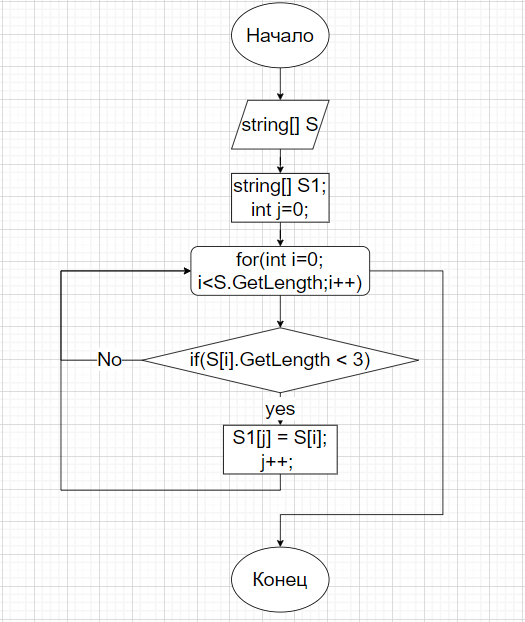 Начало
string[] S
string[] S1;
int j=0;
for(int i=0;
i<S.GetLength;i++)
No
if(S[i].GetLength < 3)
yes
S1[j] = S[i];
j++;
Конец